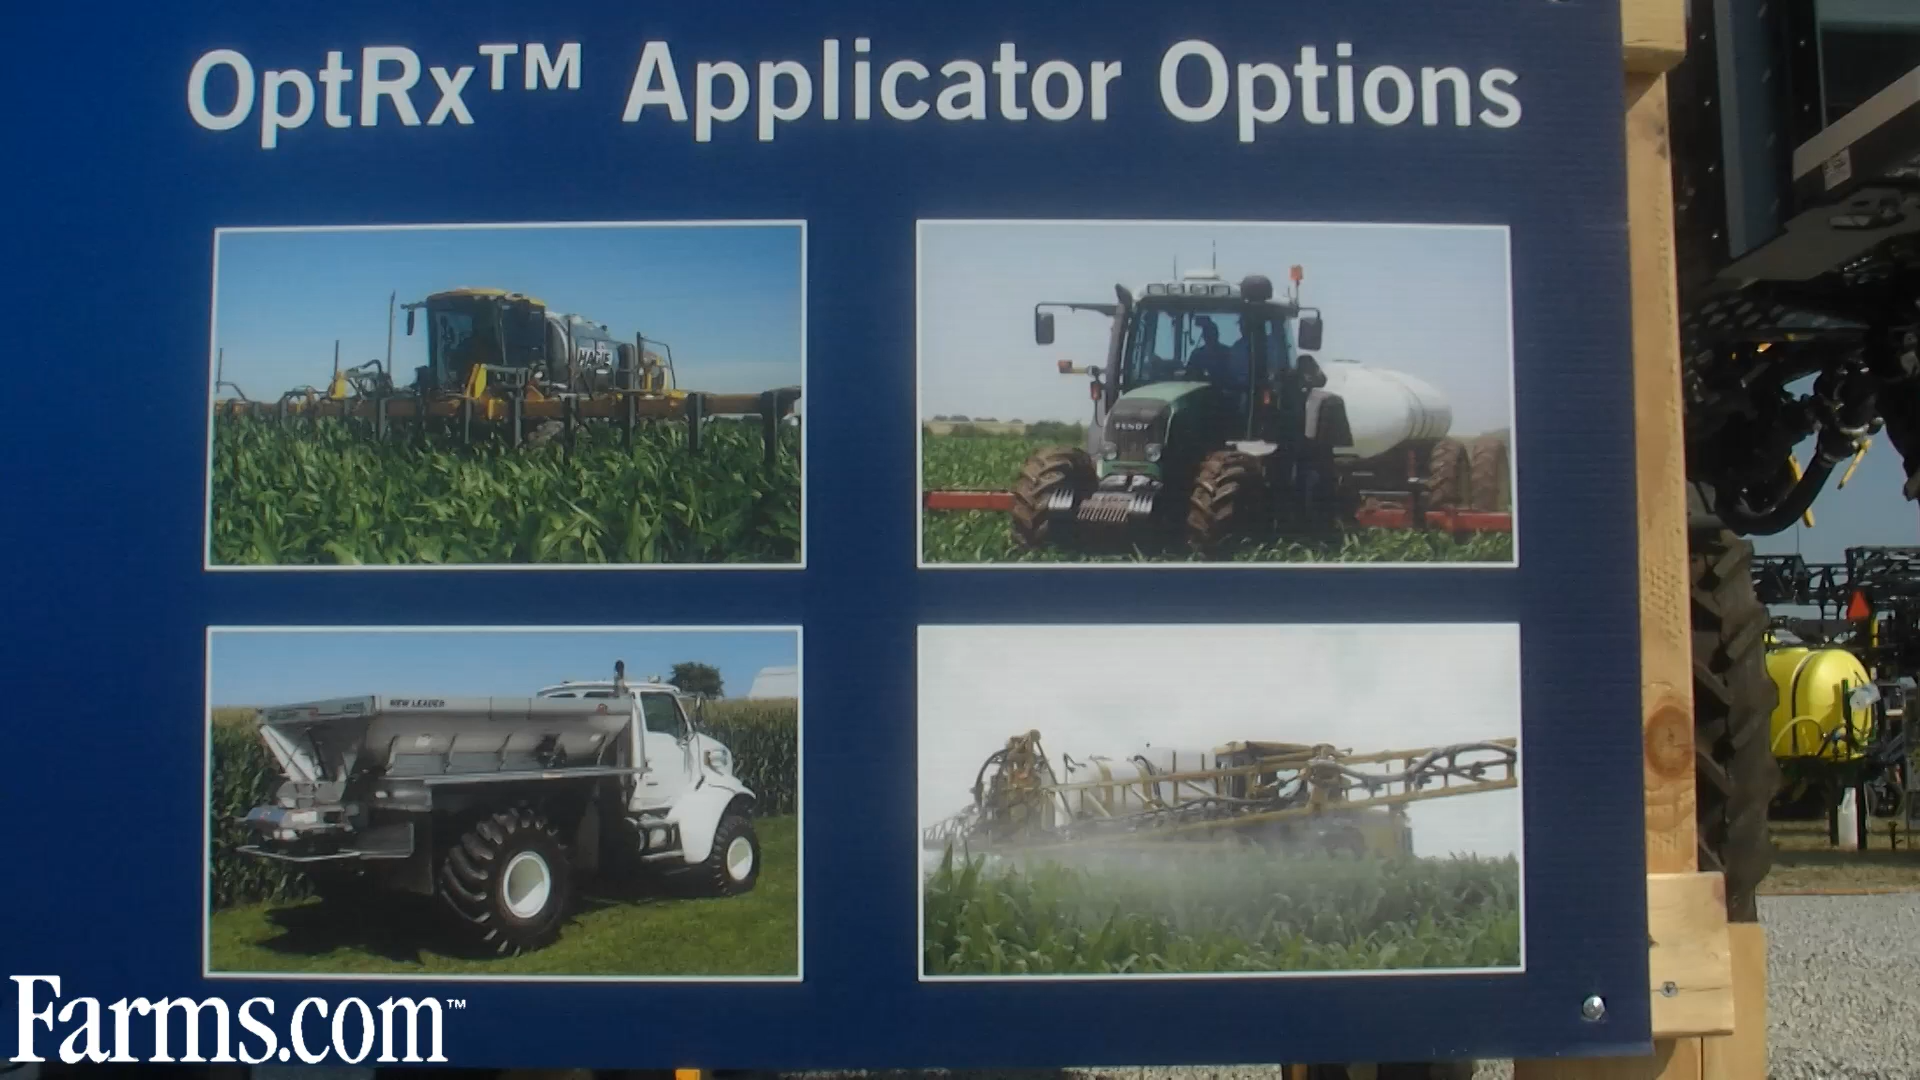 OptRx™ Applicator Options
HAGIE
FENDT
NEW LEADER
Farms.com™